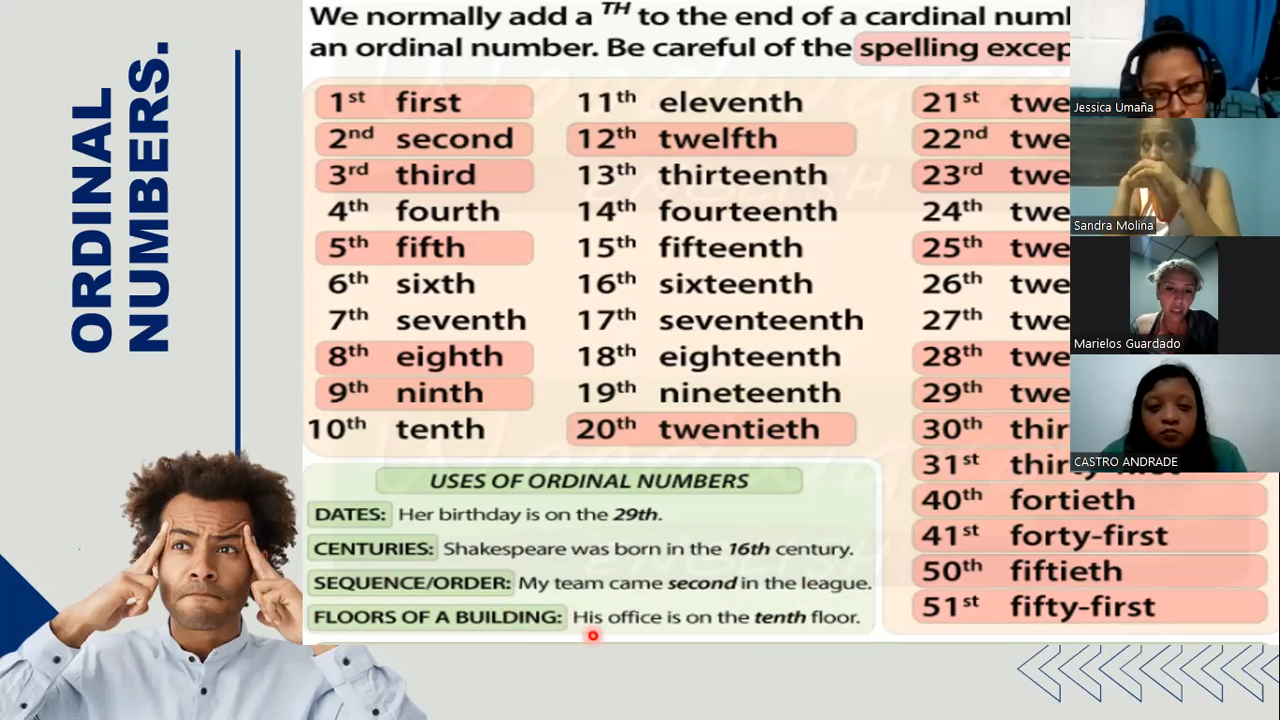 ORDINAL
NUMBERS.
We normally add a TH to the end of a cardinal
an ordinal number. Be careful of the spelling
1st first
2nd second
3rd third
4th fourth
5th fifth
6th sixth
7th seventh
8th eighth
9th ninth
10th tenth
11th eleventh
12th twelfth
13th thirteenth
14th fourteenth
15th fifteenth
16th sixteenth
17th seventeenth
18th eighteenth
19th nineteenth
20th twentieth
21st
22nd
23rd
24th
25th
26th
27th
28th
29th
30th
31st
40th fortieth
41st forty-first
50th fiftieth
51st fifty-first
USES OF ORDINAL NUMBERS
DATES: Her birthday is on the 29th.
CENTURIES: Shakespeare was born in the 16th century.
SEQUENCE/ORDER: My team came second in the league.
FLOORS OF A BUILDING: His office is on the tenth floor.
Jessica Umaña
Sandra Molina
Marielos Guardado
CASTRO ANDRADE